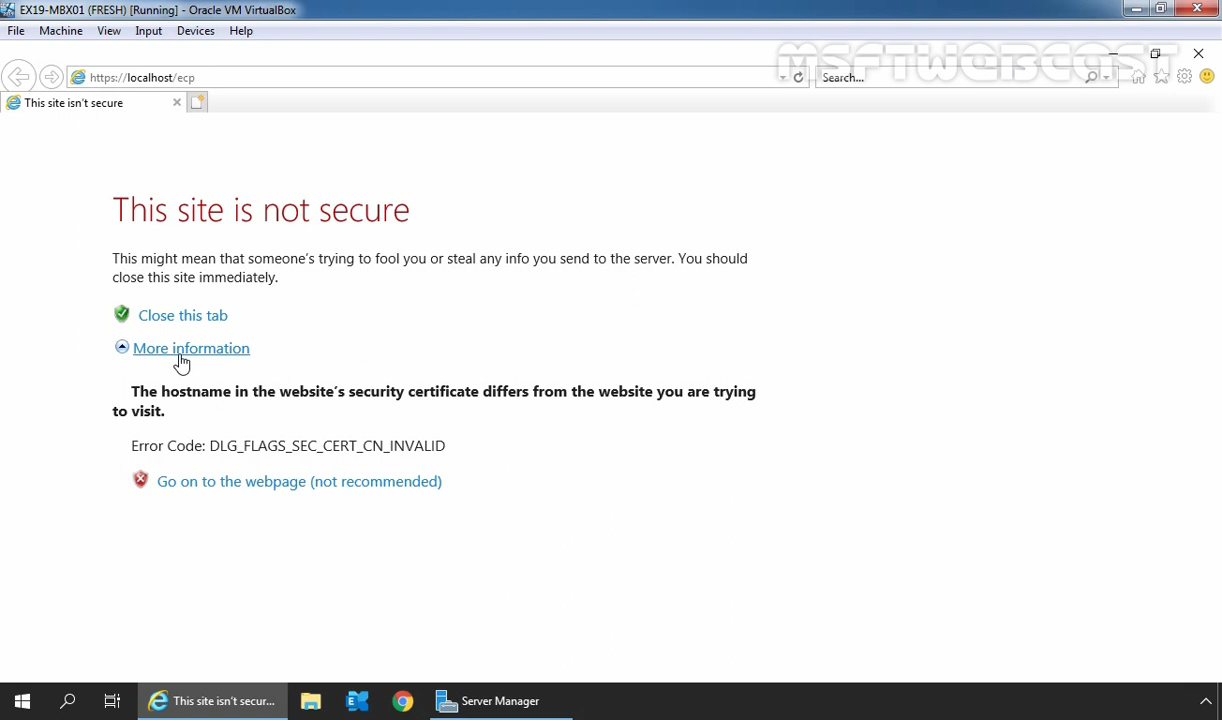 EX19-MBX01 (FRESH) [Running] - Oracle VM VirtualBox
File Machine View Input Devices Help
MSFTWEBCAST
https://localhost/ecp
Search...
This site isn't secure
This site is not secure
This might mean that someone's trying to fool you or steal any info you send to the server. You should
close this site immediately.
Close this tab
More information
The hostname in the website's security certificate differs from the website you are trying
to visit.
Error Code: DLG_FLAGS_SEC_CERT_CN_INVALID
Go on to the webpage (not recommended)
This site isn't secur...
Server Manager